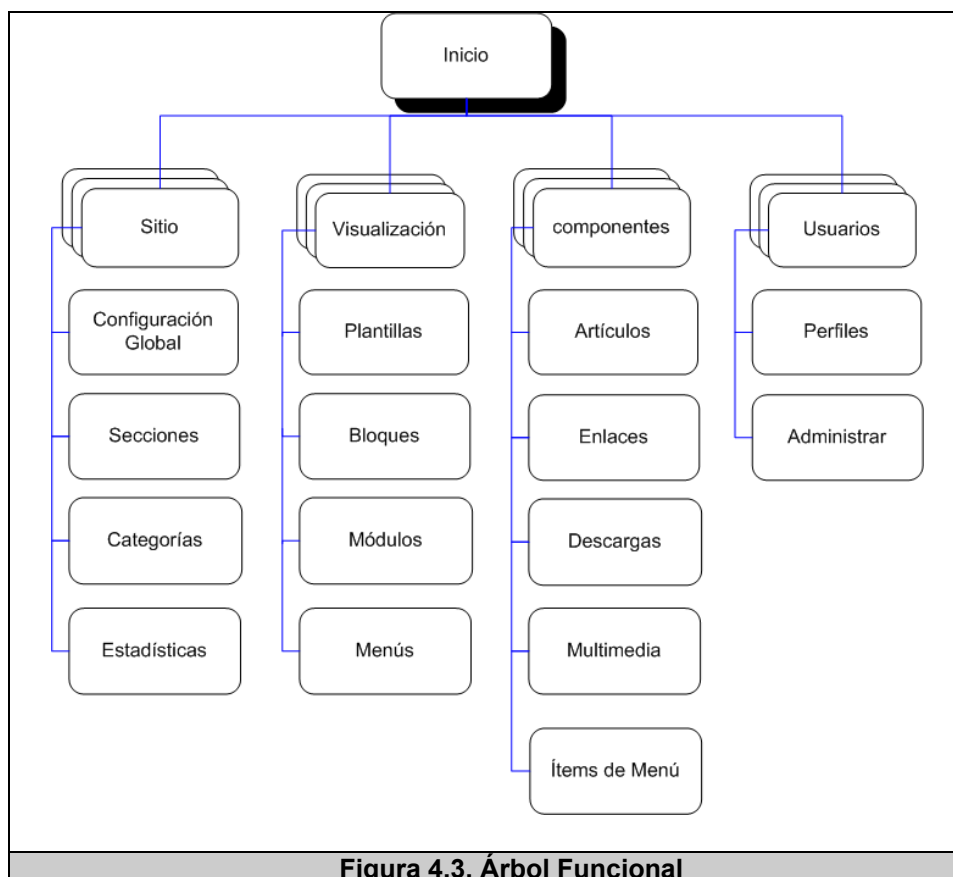 Inicio
Sitio
Configuración
Global
Secciones
Categorías
Estadísticas
Visualización
Plantillas
Bloques
Módulos
Menús
componentes
Artículos
Enlaces
Descargas
Multimedia
Ítems de Menú
Usuarios
Perfiles
Administrar
Figura 4.3. Árbol Funcional